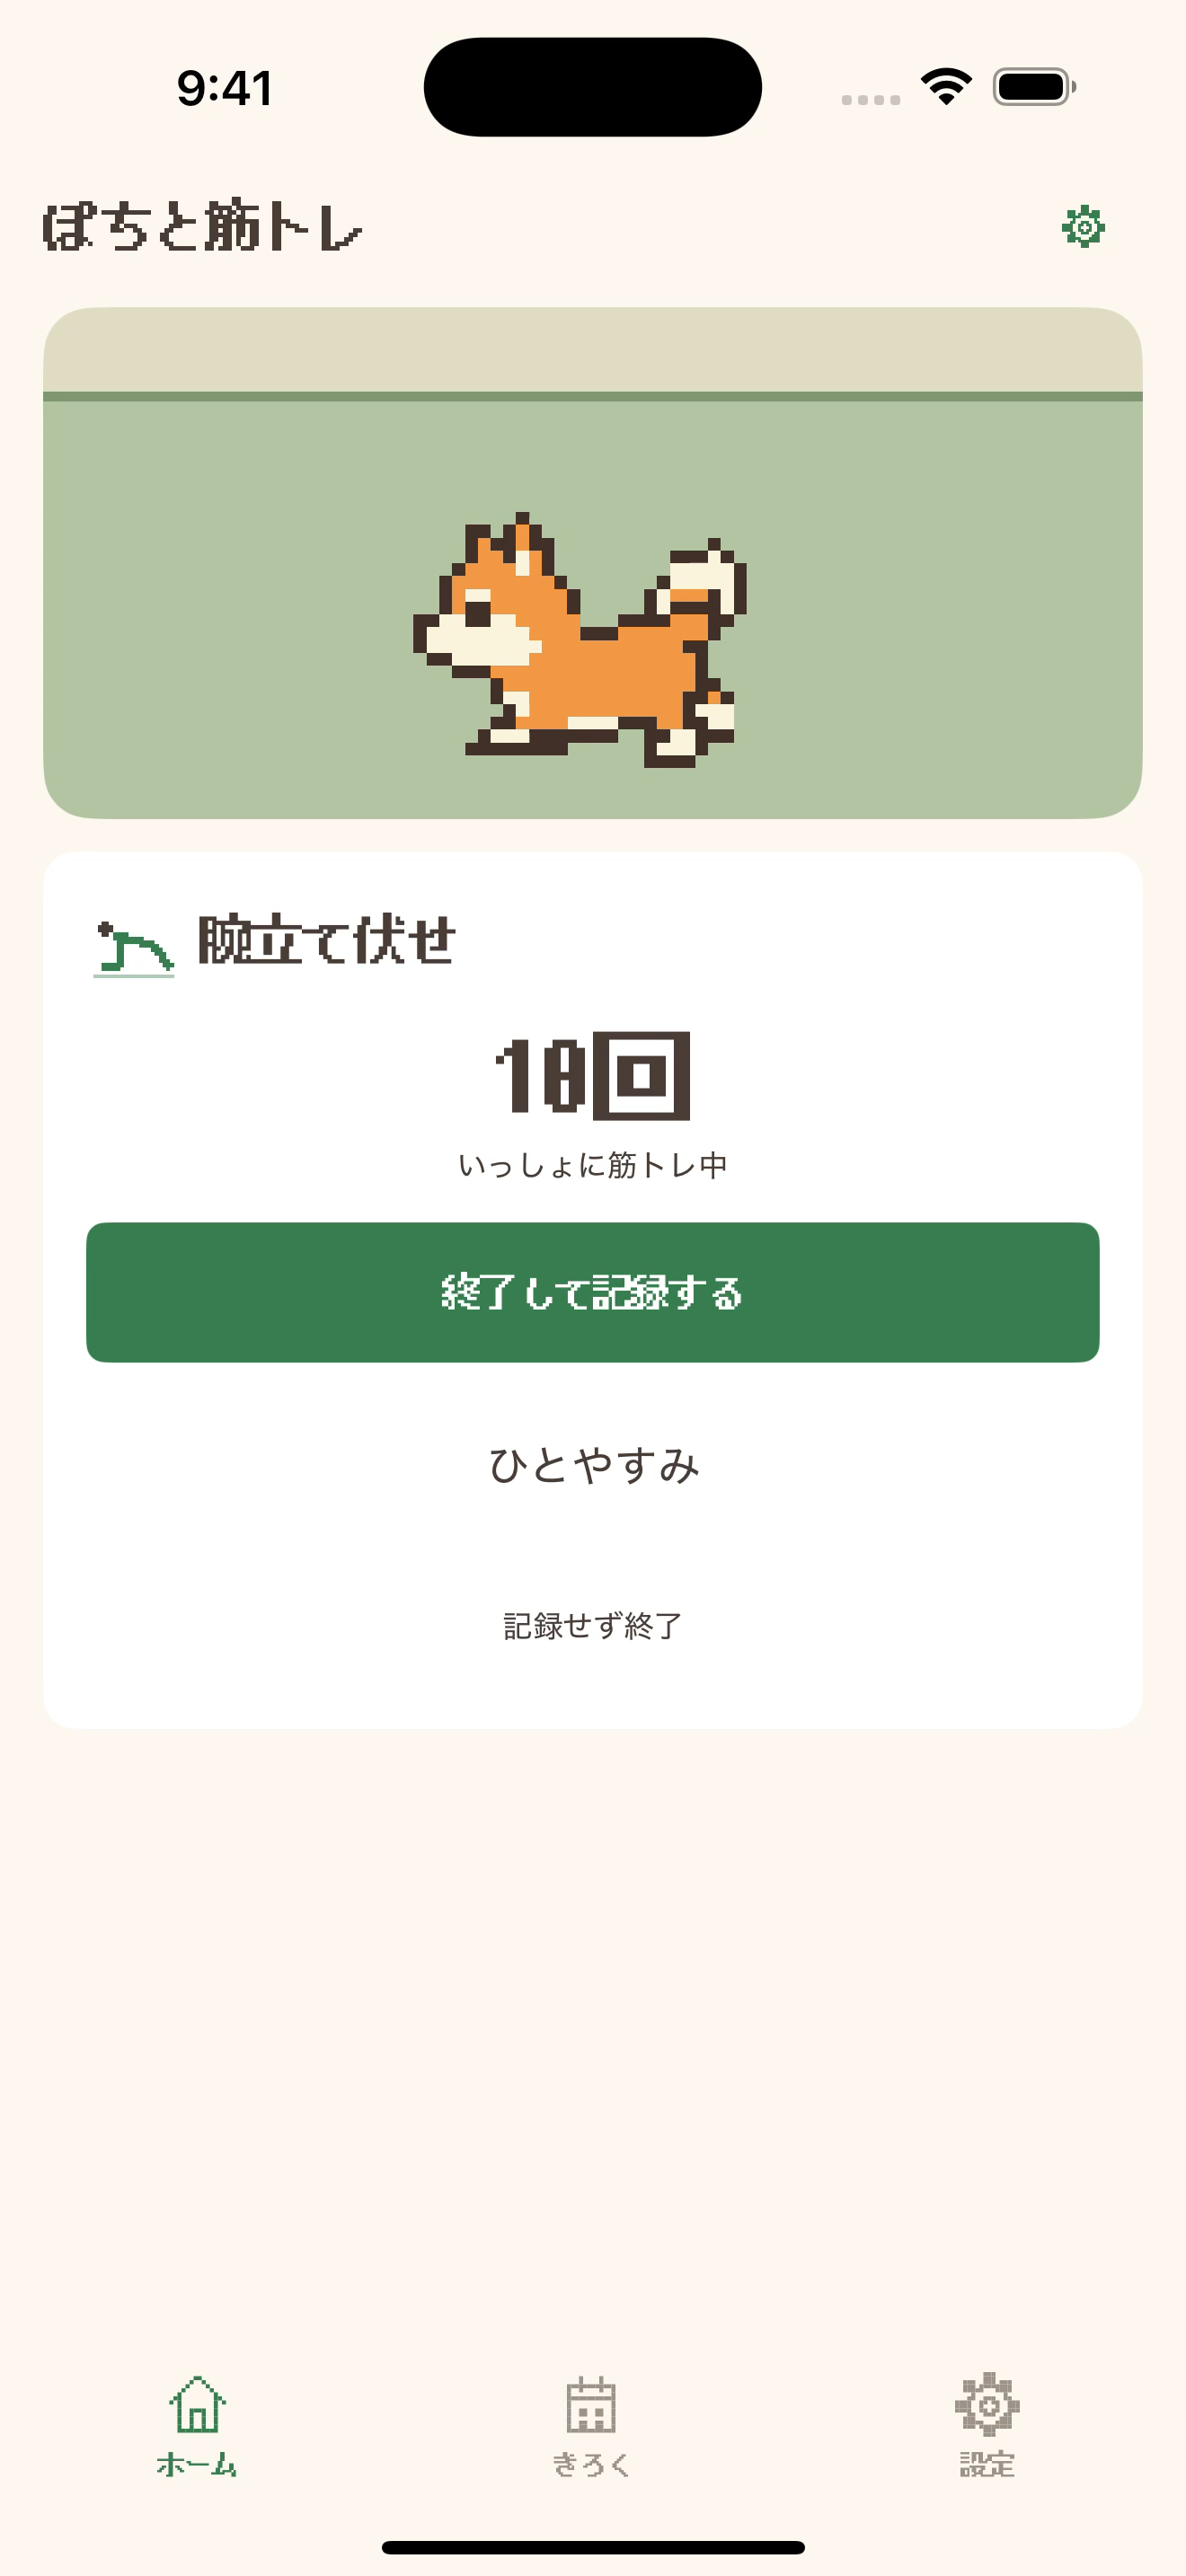 9:41
ぽちと筋トレ
腕立て伏せ
10回
いっしょに筋トレ中
終了して記録する
ひとやすみ
記録せず終了
ホーム
きろく
設定